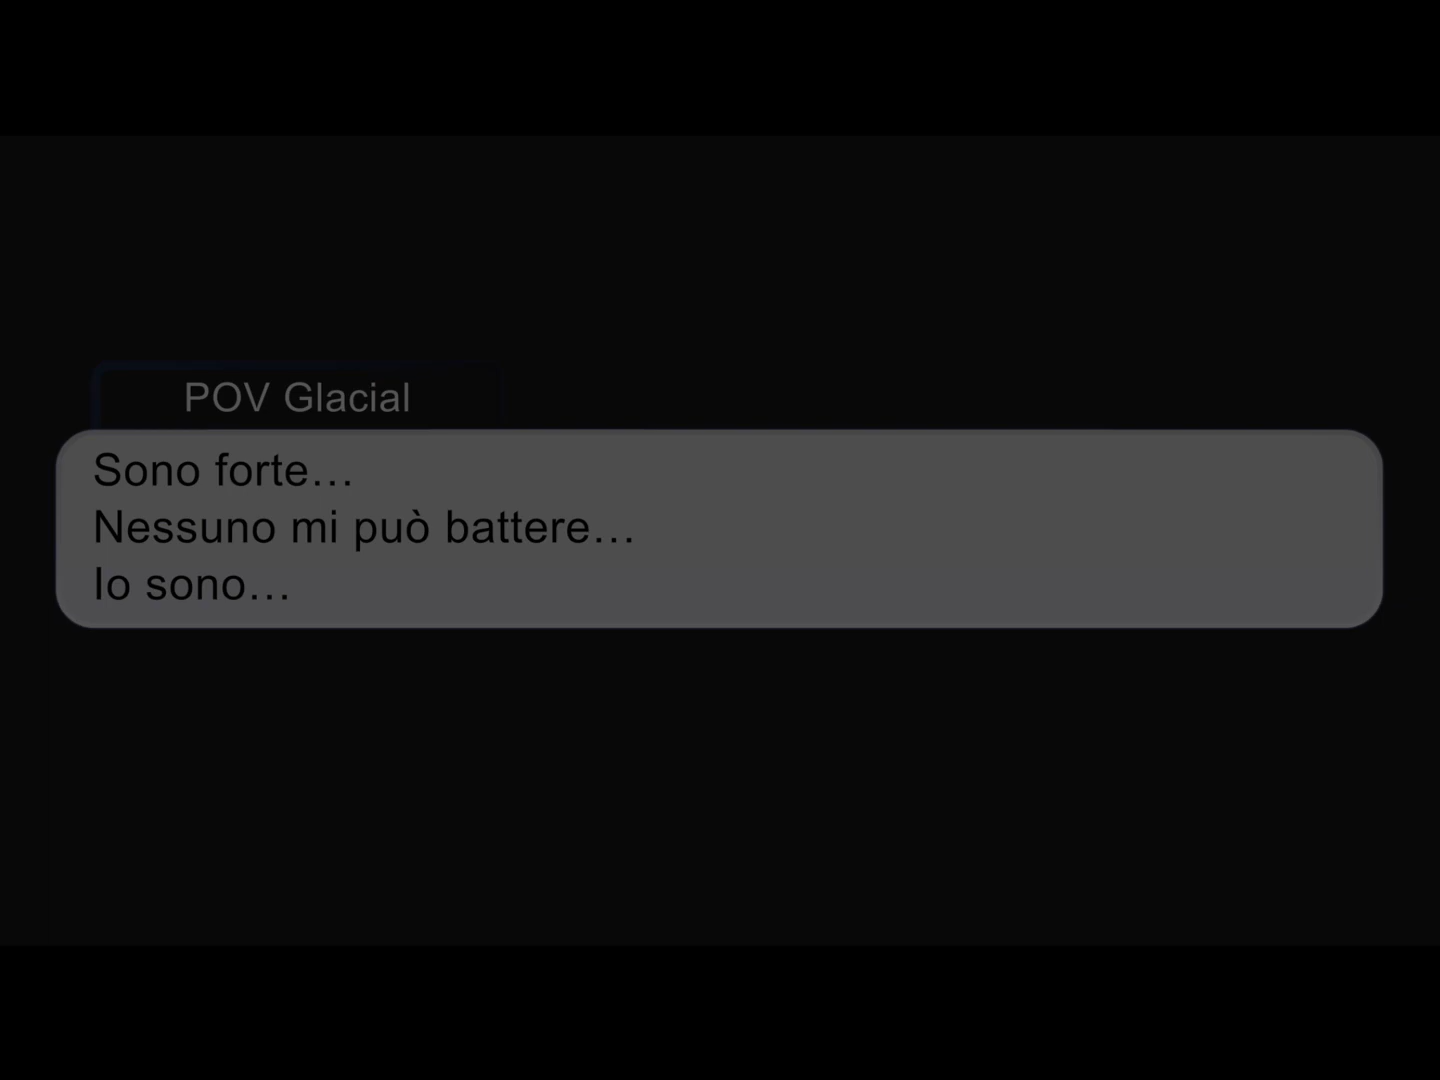 POV Glacial
Sono forte…
Nessuno mi può battere…
Io sono…